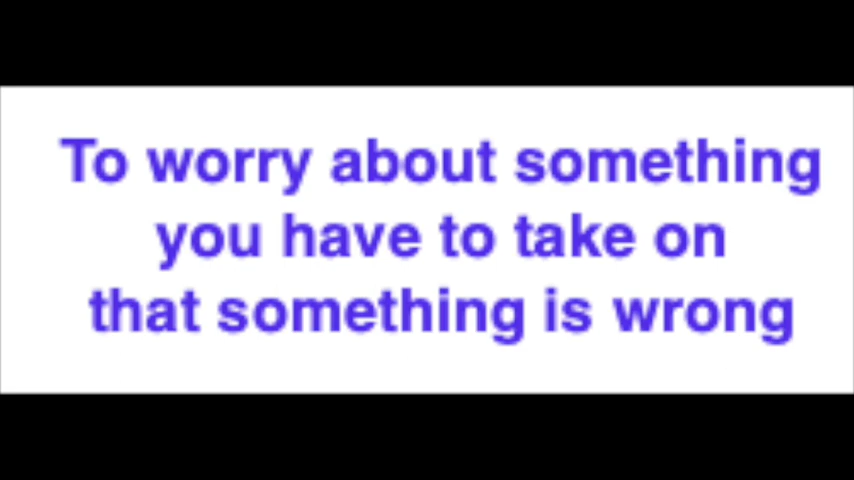 To worry about something
you have to take on
that something is wrong